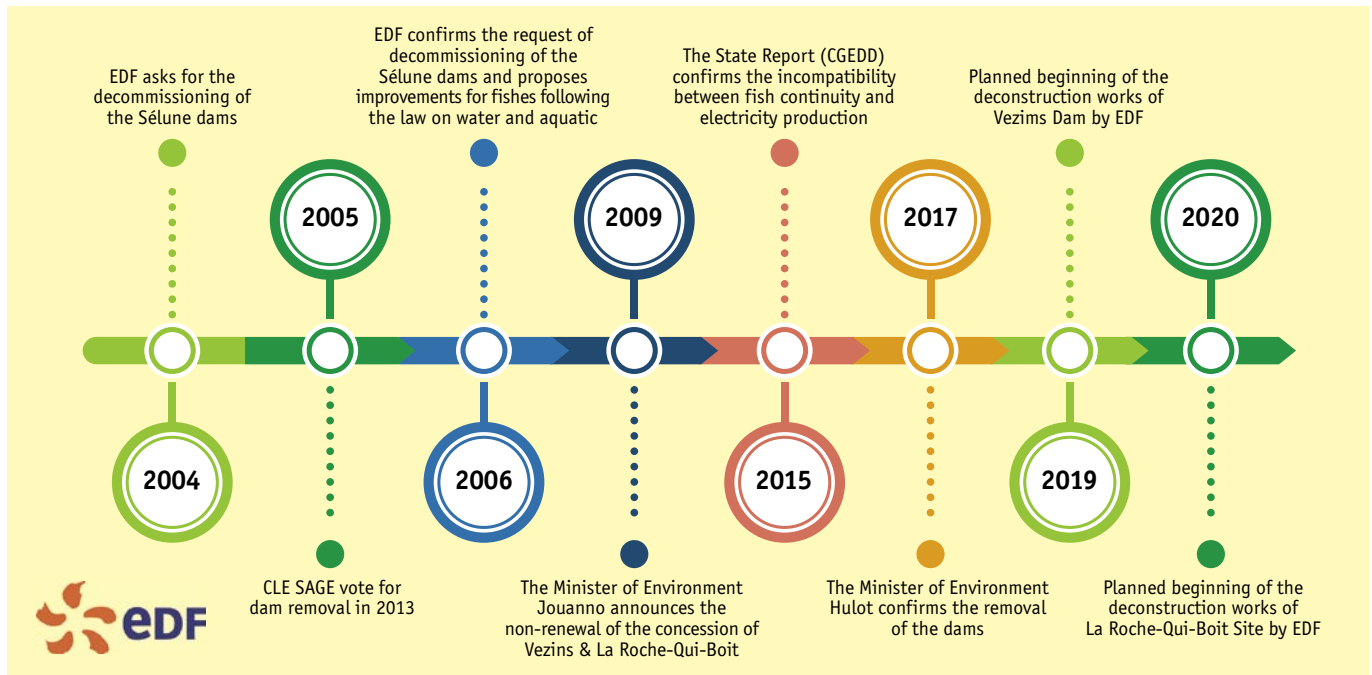 EDF asks for the
decommissioning of
the Sélune dams
2004
2005
CLE SAGE vote for
dam removal in 2013
EDF confirms the request of
decommissioning of the
Sélune dams and proposes
improvements for fishes following
the law on water and aquatic
2006
2009
The Minister of Environment
Jouanno announces the
non-renewal of the concession of
Vezins & La Roche-Qui-Boit
The State Report (CGEDD)
confirms the incompatibility
between fish continuity and
electricity production
2015
2017
The Minister of Environment
Hulot confirms the removal
of the dams
Planned beginning of the
deconstruction works of
Vezims Dam by EDF
2019
2020
Planned beginning of the
deconstruction works of
La Roche-Qui-Boit Site by EDF
eDF